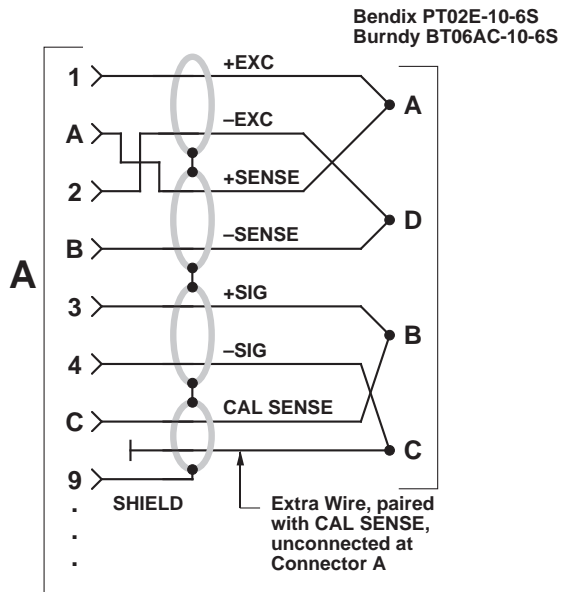 Bendix PT02E-10-6S
Burndy BT06AC-10-6S
1
+EXC
A
A
–EXC
2
+SENSE
D
B
–SENSE
A
3
+SIG
B
4
–SIG
C
CAL SENSE
C
9
SHIELD
Extra Wire, paired
with CAL SENSE,
unconnected at
Connector A